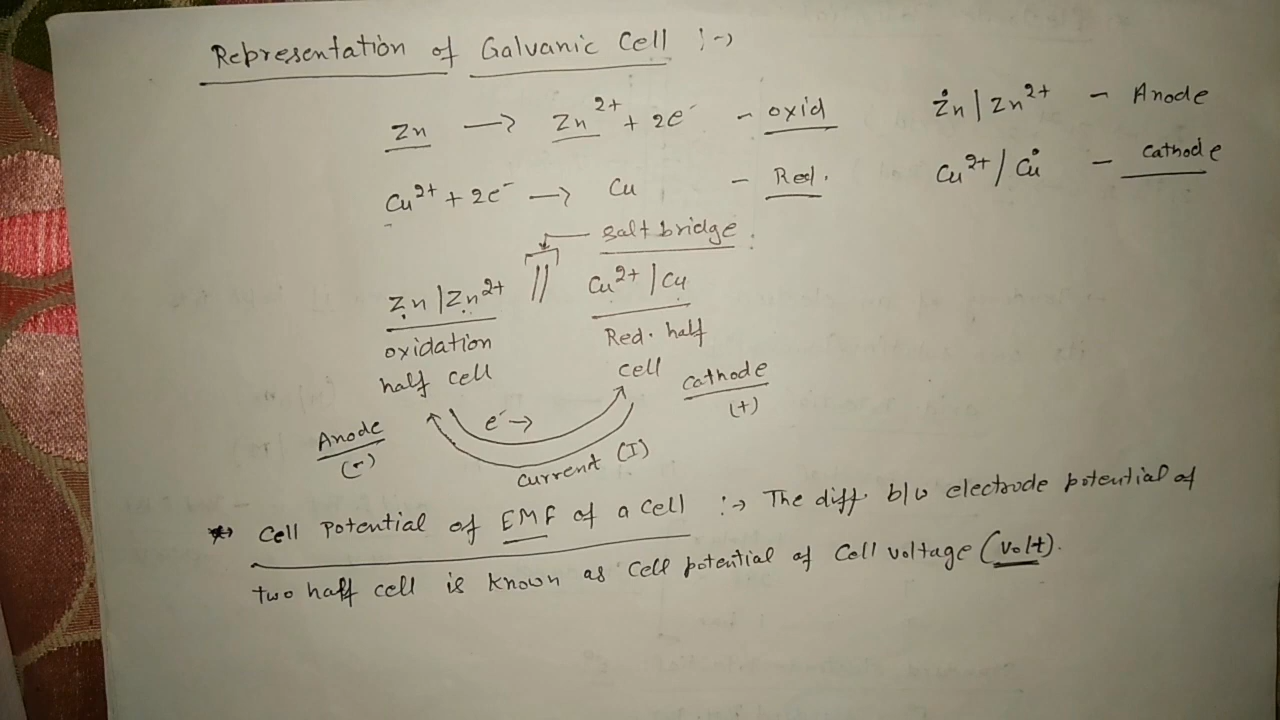 Representation of Galvanic Cell :→
Zn → Zn²⁺ + 2e⁻ - oxid
Zn | Zn²⁺ - Anode
Cu²⁺ + 2e⁻ → Cu - Red.
Cu²⁺ / Cu - Cathode
salt bridge
Zn | Zn²⁺ || Cu²⁺ | Cu
oxidation
half cell
Red. half
cell
Cathode
(+)
Anode
(-)
e⁻ →
Current (I)
Cell Potential of EMF of a Cell :→ The diff. b/w electrode potential of
two half cell is known as Cell potential of Cell voltage (volt).